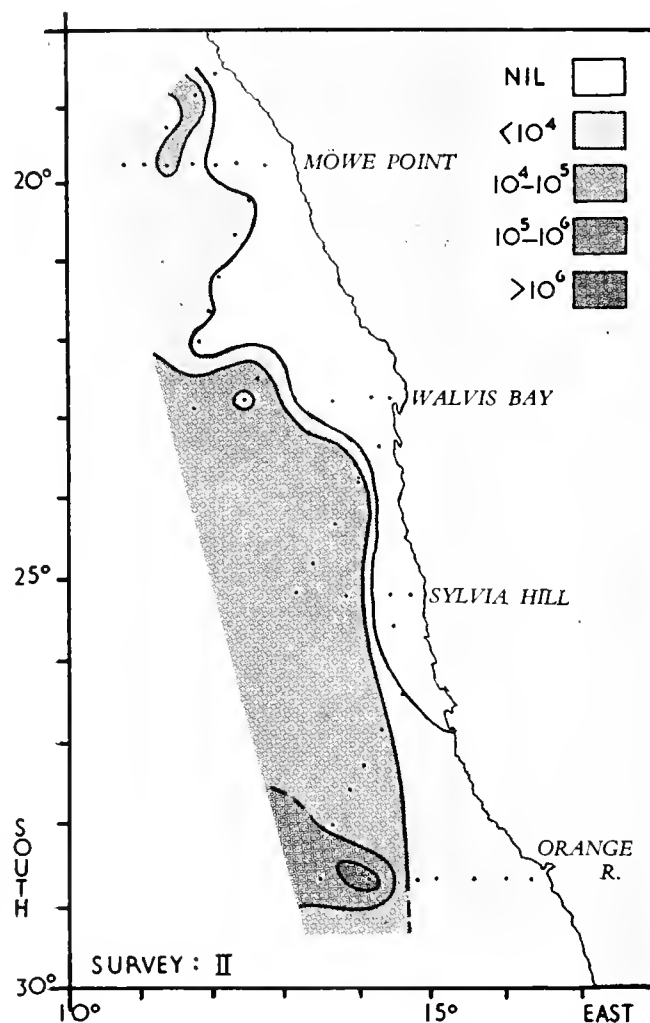 NIL
<10⁴
MÖWE POINT
20°
10⁴–10⁵
10⁵–10⁶
>10⁶
WALVIS BAY
25°
SYLVIA HILL
SOUTH
ORANGE
R.
SURVEY : II
30°
10°
15°
EAST